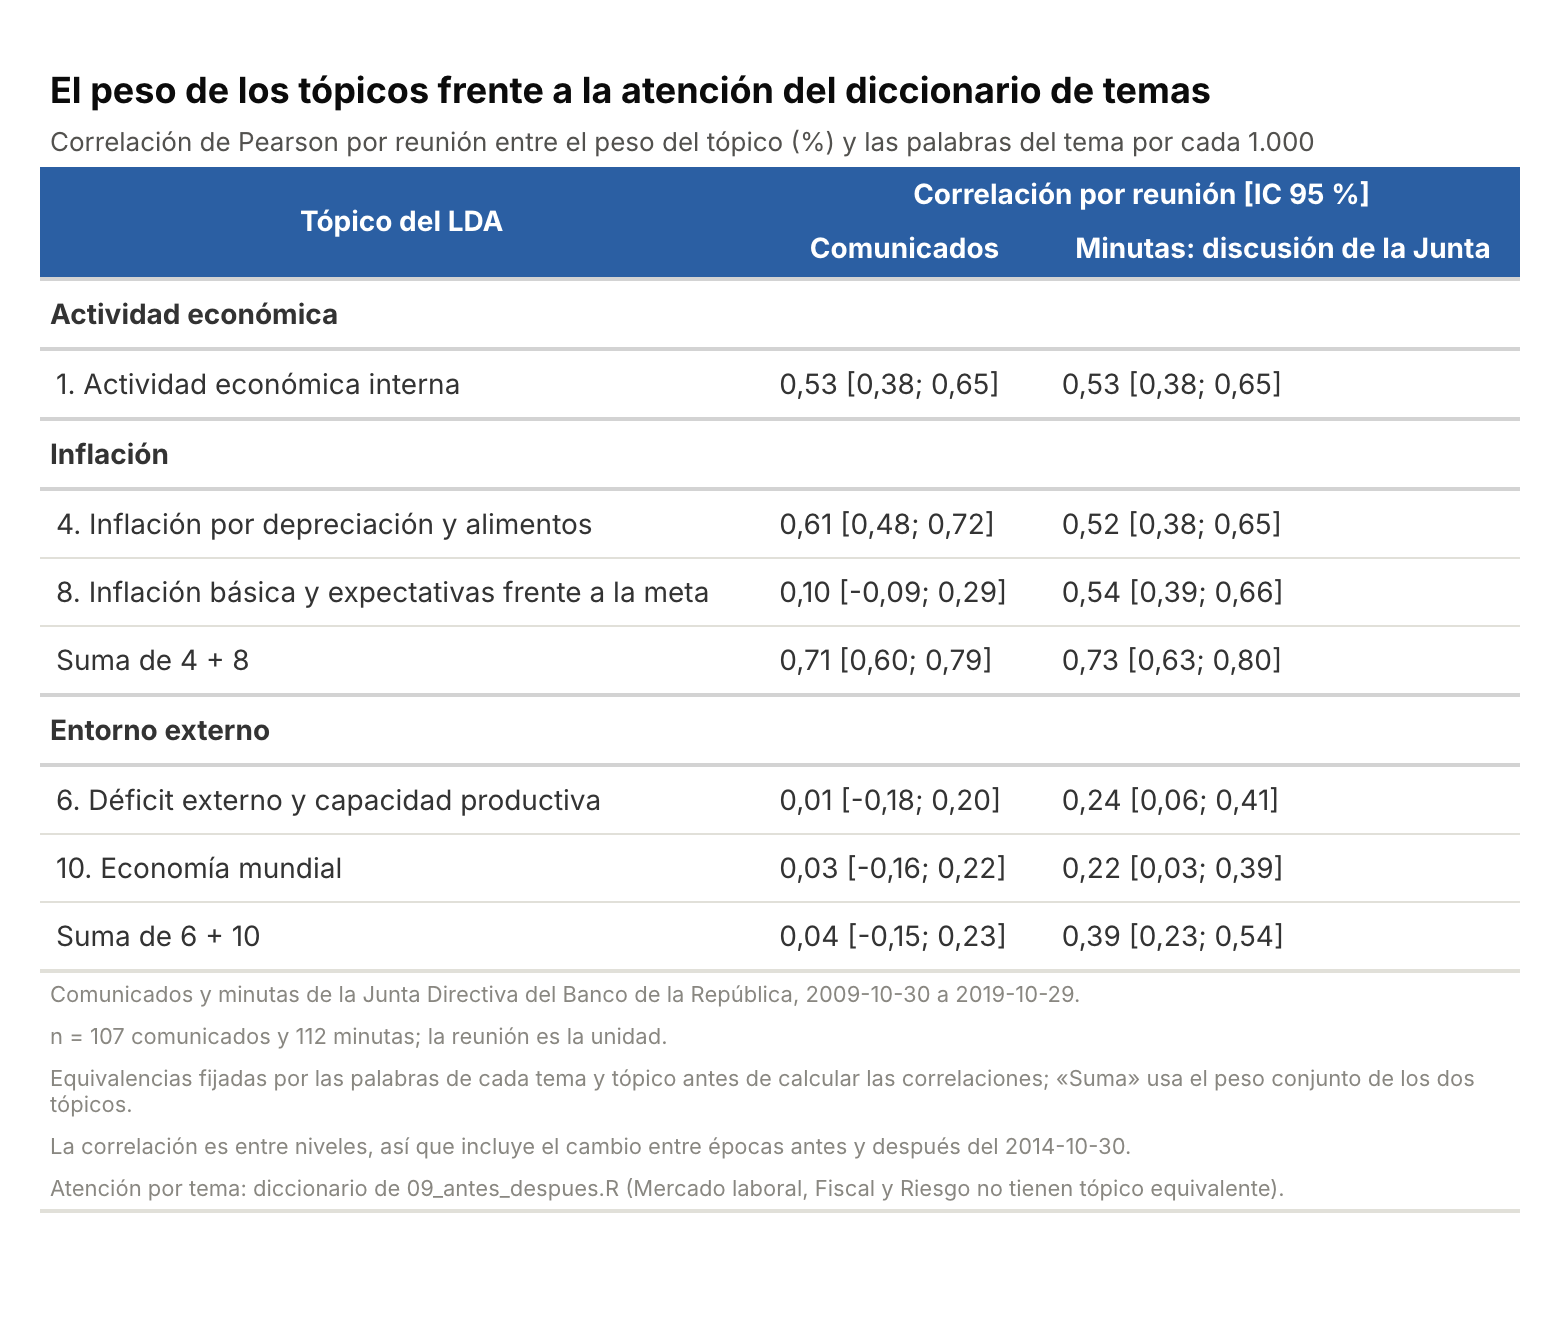 El peso de los tópicos frente a la atención del diccionario de temas
Correlación de Pearson por reunión entre el peso del tópico (%) y las palabras del tema por cada 1.000
Tópico del LDA
Correlación por reunión [IC 95 %]
Comunicados
Minutas: discusión de la Junta
Actividad económica
1. Actividad económica interna 0,53 [0,38; 0,65] 0,53 [0,38; 0,65]
Inflación
4. Inflación por depreciación y alimentos 0,61 [0,48; 0,72] 0,52 [0,38; 0,65]
8. Inflación básica y expectativas frente a la meta 0,10 [-0,09; 0,29] 0,54 [0,39; 0,66]
Suma de 4 + 8 0,71 [0,60; 0,79] 0,73 [0,63; 0,80]
Entorno externo
6. Déficit externo y capacidad productiva 0,01 [-0,18; 0,20] 0,24 [0,06; 0,41]
10. Economía mundial 0,03 [-0,16; 0,22] 0,22 [0,03; 0,39]
Suma de 6 + 10 0,04 [-0,15; 0,23] 0,39 [0,23; 0,54]
Comunicados y minutas de la Junta Directiva del Banco de la República, 2009-10-30 a 2019-10-29.
n = 107 comunicados y 112 minutas; la reunión es la unidad.
Equivalencias fijadas por las palabras de cada tema y tópico antes de calcular las correlaciones; «Suma» usa el peso conjunto de los dos
tópicos.
La correlación es entre niveles, así que incluye el cambio entre épocas antes y después del 2014-10-30.
Atención por tema: diccionario de 09_antes_despues.R (Mercado laboral, Fiscal y Riesgo no tienen tópico equivalente).